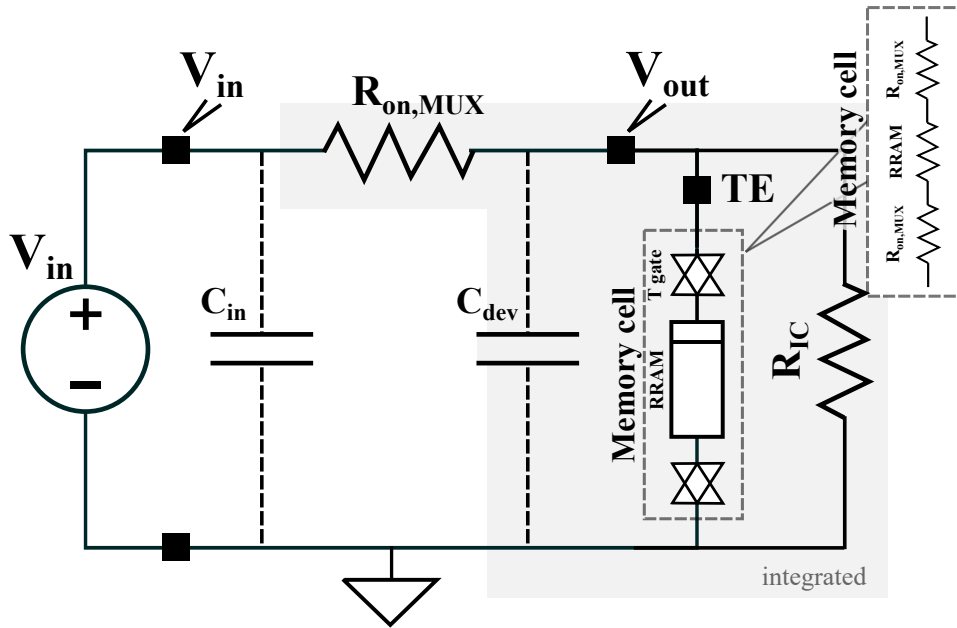 V_in
R_on,MUX
V_out
TE
V_in
+
−
C_in
C_dev
Memory cell
RRAM
T gate
R_IC
Memory cell
R_on,MUX
RRAM
R_on,MUX
integrated